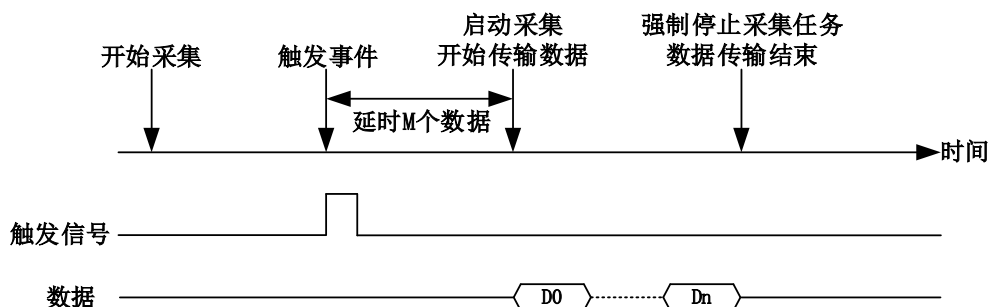 开始采集
触发事件
启动采集
开始传输数据
强制停止采集任务
数据传输结束
延时M个数据
时间
触发信号
数据
D0
Dn